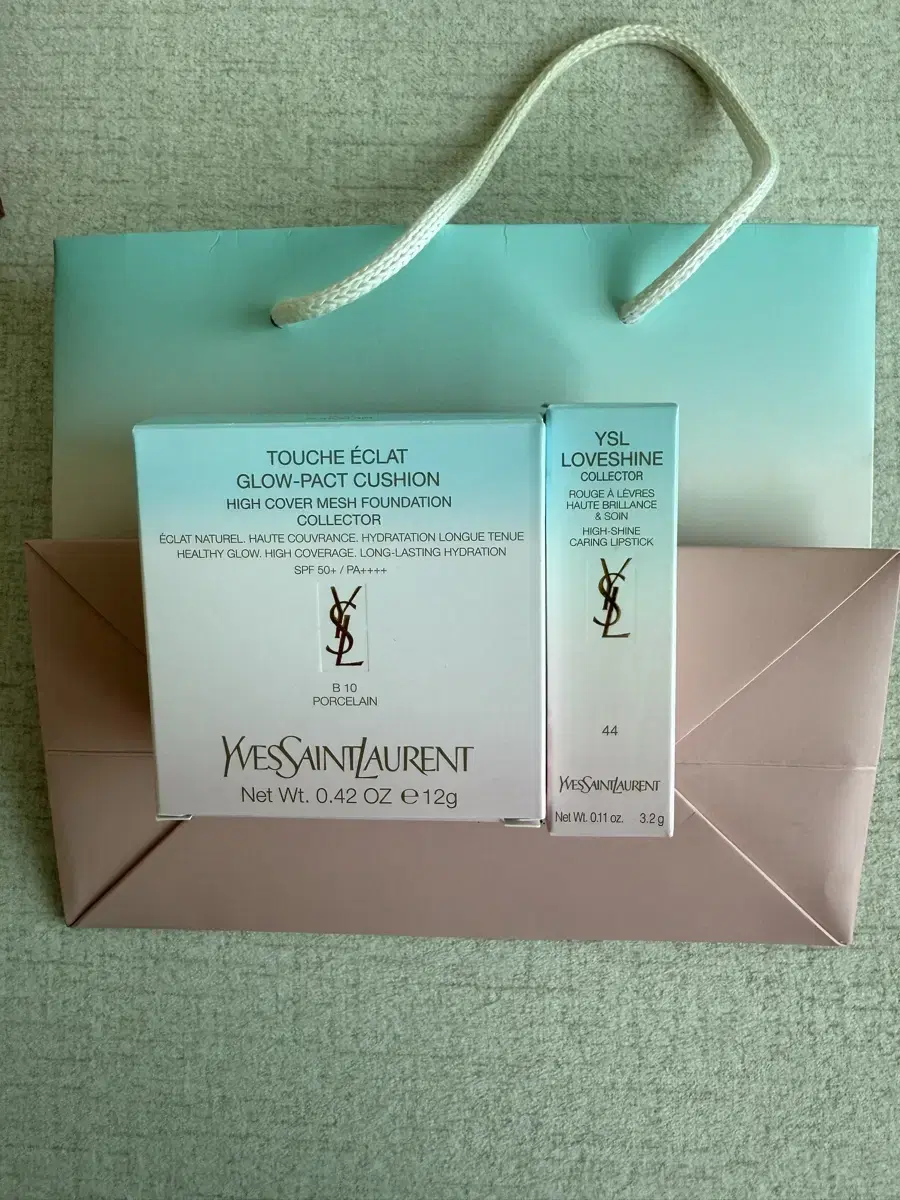 TOUCHE ÉCLAT
GLOW-PACT CUSHION
HIGH COVER MESH FOUNDATION
COLLECTOR
ÉCLAT NATUREL. HAUTE COUVRANCE. HYDRATATION LONGUE TENUE
HEALTHY GLOW. HIGH COVERAGE. LONG-LASTING HYDRATION
SPF 50+ / PA++++
YSL
B 10
PORCELAIN
YVESSAINTLAURENT
Net Wt. 0.42 OZ ℮12g
YSL
LOVESHINE
COLLECTOR
ROUGE À LÈVRES
HAUTE BRILLANCE
& SOIN
HIGH-SHINE
CARING LIPSTICK
YSL
44
YVESSAINTLAURENT
Net Wt. 0.11 oz. 3.2 g